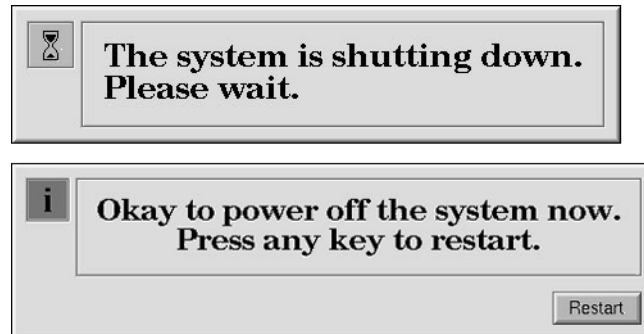 The system is shutting down.
Please wait.
i
Okay to power off the system now.
Press any key to restart.
Restart